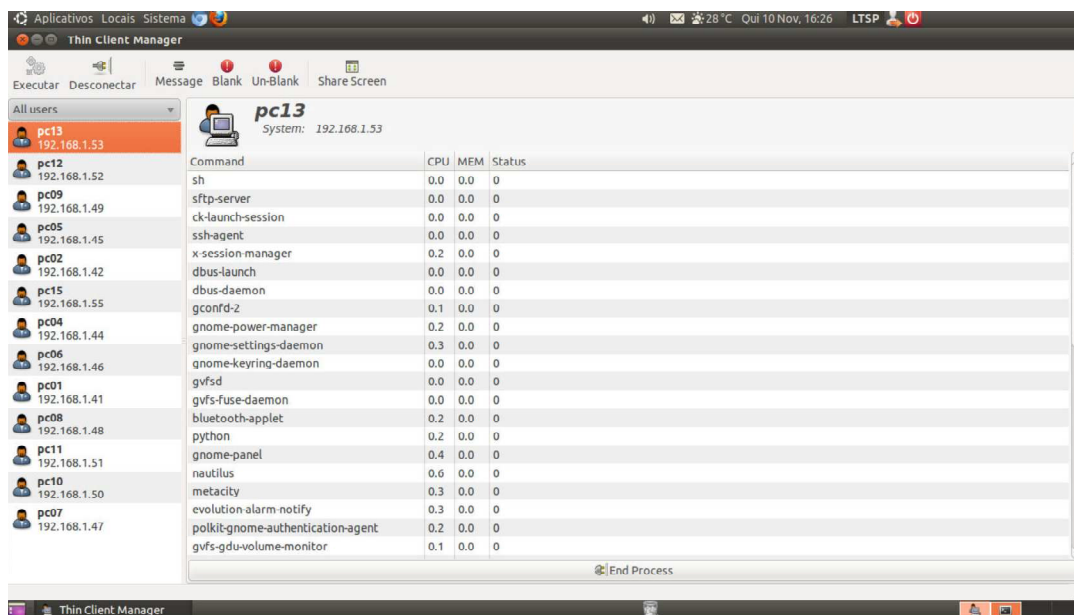 Aplicativos Locais Sistema 28 °C Qui 10 Nov, 16:26 LTSP
Thin Client Manager
Executar Desconectar Message Blank Un-Blank Share Screen
All users
pc13
192.168.1.53
pc12
192.168.1.52
pc09
192.168.1.49
pc05
192.168.1.45
pc02
192.168.1.42
pc15
192.168.1.55
pc04
192.168.1.44
pc06
192.168.1.46
pc01
192.168.1.41
pc08
192.168.1.48
pc11
192.168.1.51
pc10
192.168.1.50
pc07
192.168.1.47
pc13
System: 192.168.1.53
Command CPU MEM Status
sh 0.0 0.0 0
sftp-server 0.0 0.0 0
ck-launch-session 0.0 0.0 0
ssh-agent 0.0 0.0 0
x-session-manager 0.2 0.0 0
dbus-launch 0.0 0.0 0
dbus-daemon 0.0 0.0 0
gconfd-2 0.1 0.0 0
gnome-power-manager 0.2 0.0 0
gnome-settings-daemon 0.3 0.0 0
gnome-keyring-daemon 0.0 0.0 0
gvfsd 0.0 0.0 0
gvfs-fuse-daemon 0.0 0.0 0
bluetooth-applet 0.2 0.0 0
python 0.2 0.0 0
gnome-panel 0.4 0.0 0
nautilus 0.6 0.0 0
metacity 0.3 0.0 0
evolution-alarm-notify 0.3 0.0 0
polkit-gnome-authentication-agent 0.2 0.0 0
gvfs-gdu-volume-monitor 0.1 0.0 0
End Process
Thin Client Manager